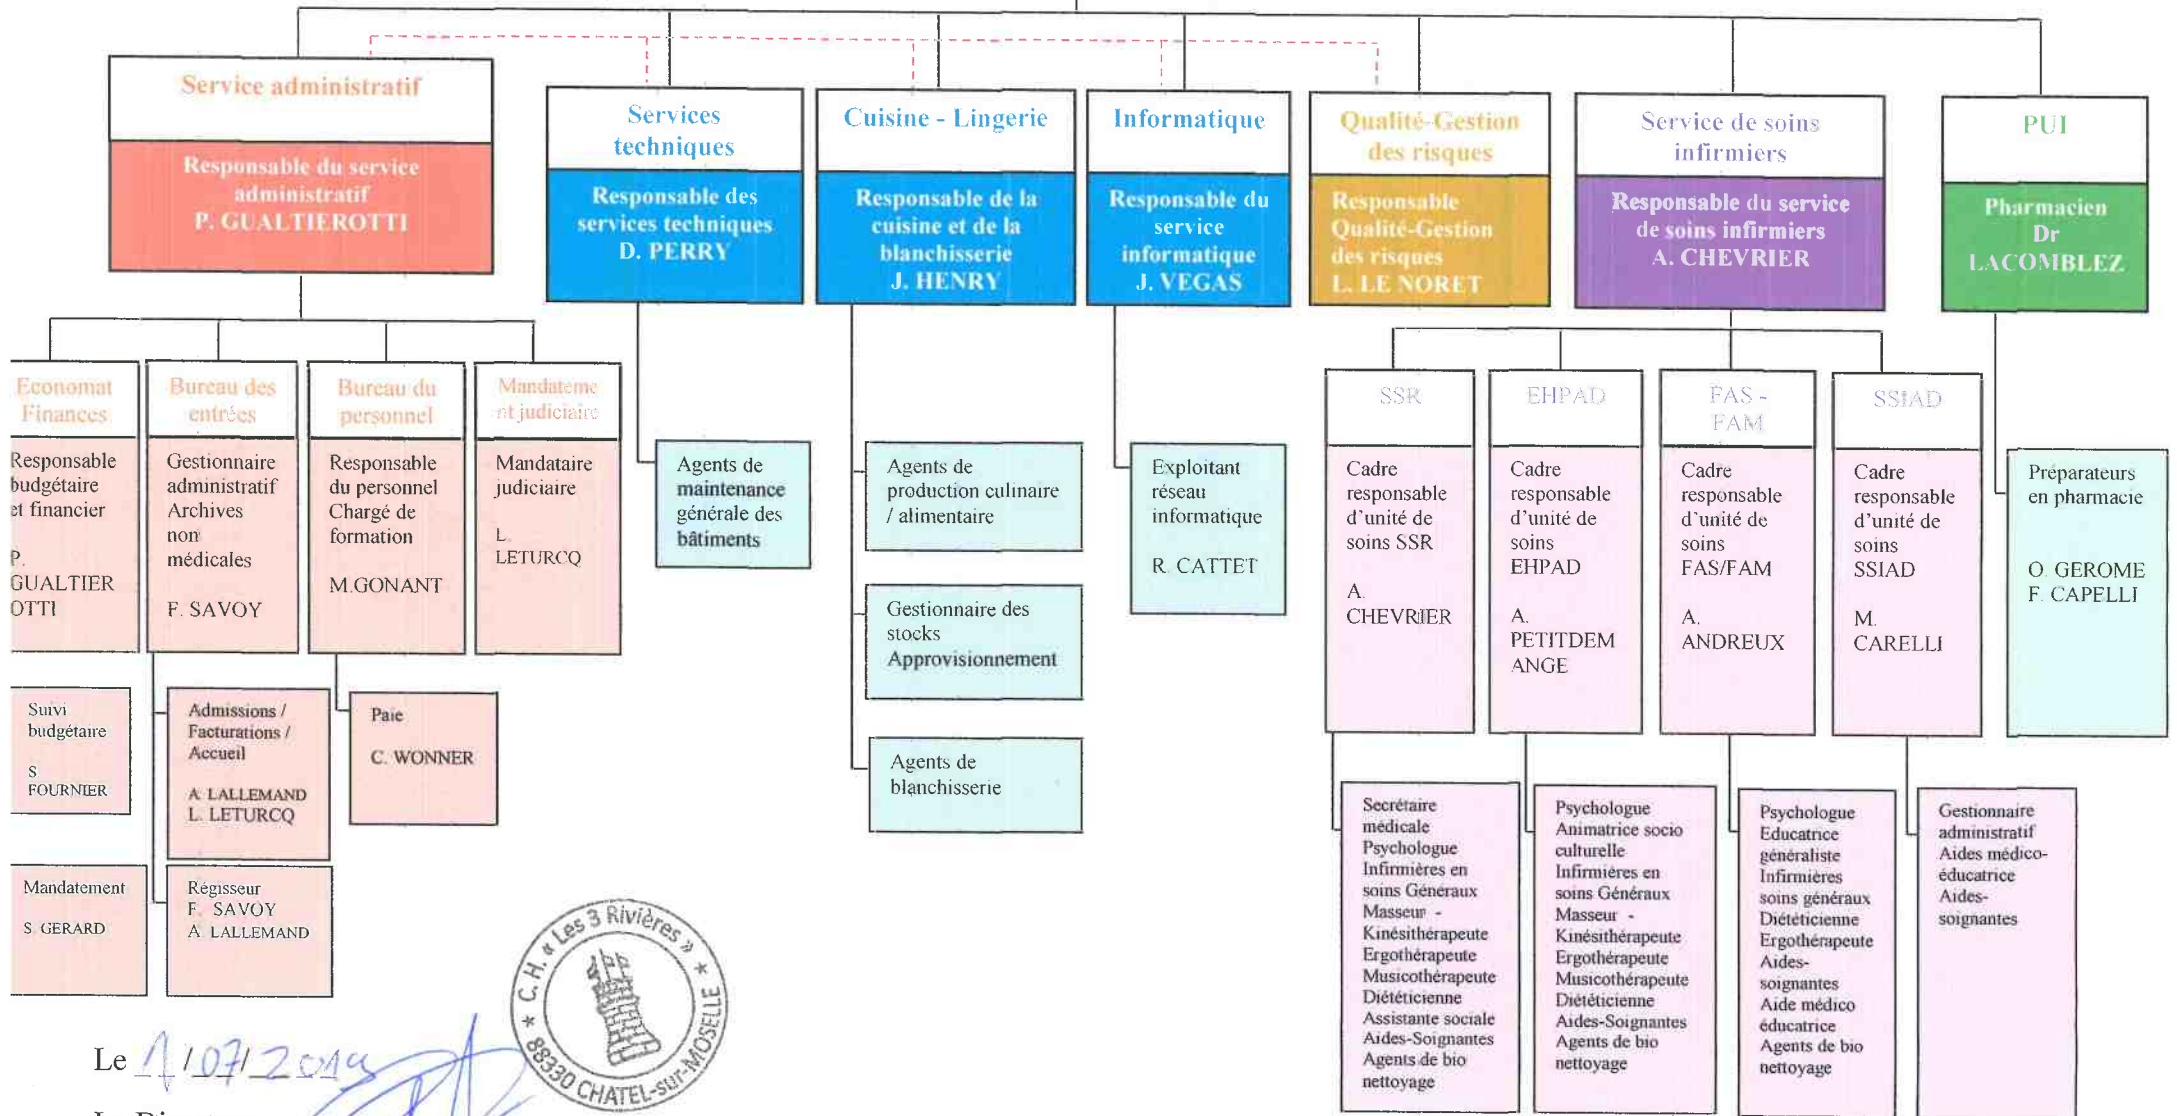 Service administratif
Responsable du service
administratif
P. GUALTIEROTTI
Services
techniques
Responsable des
services techniques
D. PERRY
Cuisine - Lingerie
Responsable de la
cuisine et de la
blanchisserie
J. HENRY
Informatique
Responsable du
service
informatique
J. VEGAS
Qualité-Gestion
des risques
Responsable
Qualité-Gestion
des risques
L. LE NORET
Service de soins
infirmiers
Responsable du service
de soins infirmiers
A. CHEVRIER
PUI
Pharmacien
Dr
LACOMBLEZ
Economat
Finances
Responsable
budgétaire
et financier
P.
GUALTIER
OTTI
Bureau des
entrées
Gestionnaire
administratif
Archives
non
médicales
F. SAVOY
Bureau du
personnel
Responsable
du personnel
Chargé de
formation
M.GONANT
Mandateme
nt judiciaire
Mandataire
judiciaire
L.
LETURCQ
Agents de
maintenance
générale des
bâtiments
Agents de
production culinaire
/ alimentaire
Gestionnaire des
stocks
Approvisionnement
Agents de
blanchisserie
Exploitant
réseau
informatique
R. CATTET
SSR
Cadre
responsable
d'unité de
soins SSR
A.
CHEVRIER
EHPAD
Cadre
responsable
d'unité de
soins
EHPAD
A.
PETITDEM
ANGE
FAS -
FAM
Cadre
responsable
d'unité de
soins
FAS/FAM
A.
ANDREUX
SSIAD
Cadre
responsable
d'unité de
soins
SSIAD
M.
CARELLI
Préparateurs
en pharmacie
O. GEROME
F. CAPELLI
Suivi
budgétaire
S
FOURNIER
Admissions /
Facturations /
Accueil
A LALLEMAND
L. LETURCQ
Paie
C. WONNER
Mandatement
S. GERARD
Régisseur
F. SAVOY
A. LALLEMAND
Secrétaire
médicale
Psychologue
Infirmières en
soins Généraux
Masseur -
Kinésithérapeute
Ergothérapeute
Musicothérapeute
Diététicienne
Assistante sociale
Aides-Soignantes
Agents de bio
nettoyage
Psychologue
Animatrice socio
culturelle
Infirmières en
soins Généraux
Masseur -
Kinésithérapeute
Ergothérapeute
Musicothérapeute
Diététicienne
Aides-Soignantes
Agents de bio
nettoyage
Psychologue
Educatrice
généraliste
Infirmières
soins généraux
Diététicienne
Ergothérapeute
Aides-
soignantes
Aide médico
éducatrice
Agents de bio
nettoyage
Gestionnaire
administratif
Aides médico-
éducatrice
Aides-
soignantes
* C. H. « Les 3 Rivières » *
88330 CHATEL-sur-MOSELLE
Le 1/07/2019